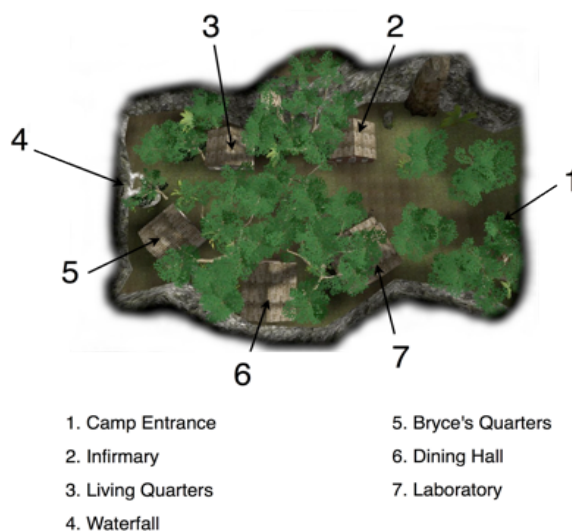 3
2
4
1
5
6
7
1. Camp Entrance
2. Infirmary
3. Living Quarters
4. Waterfall
5. Bryce's Quarters
6. Dining Hall
7. Laboratory